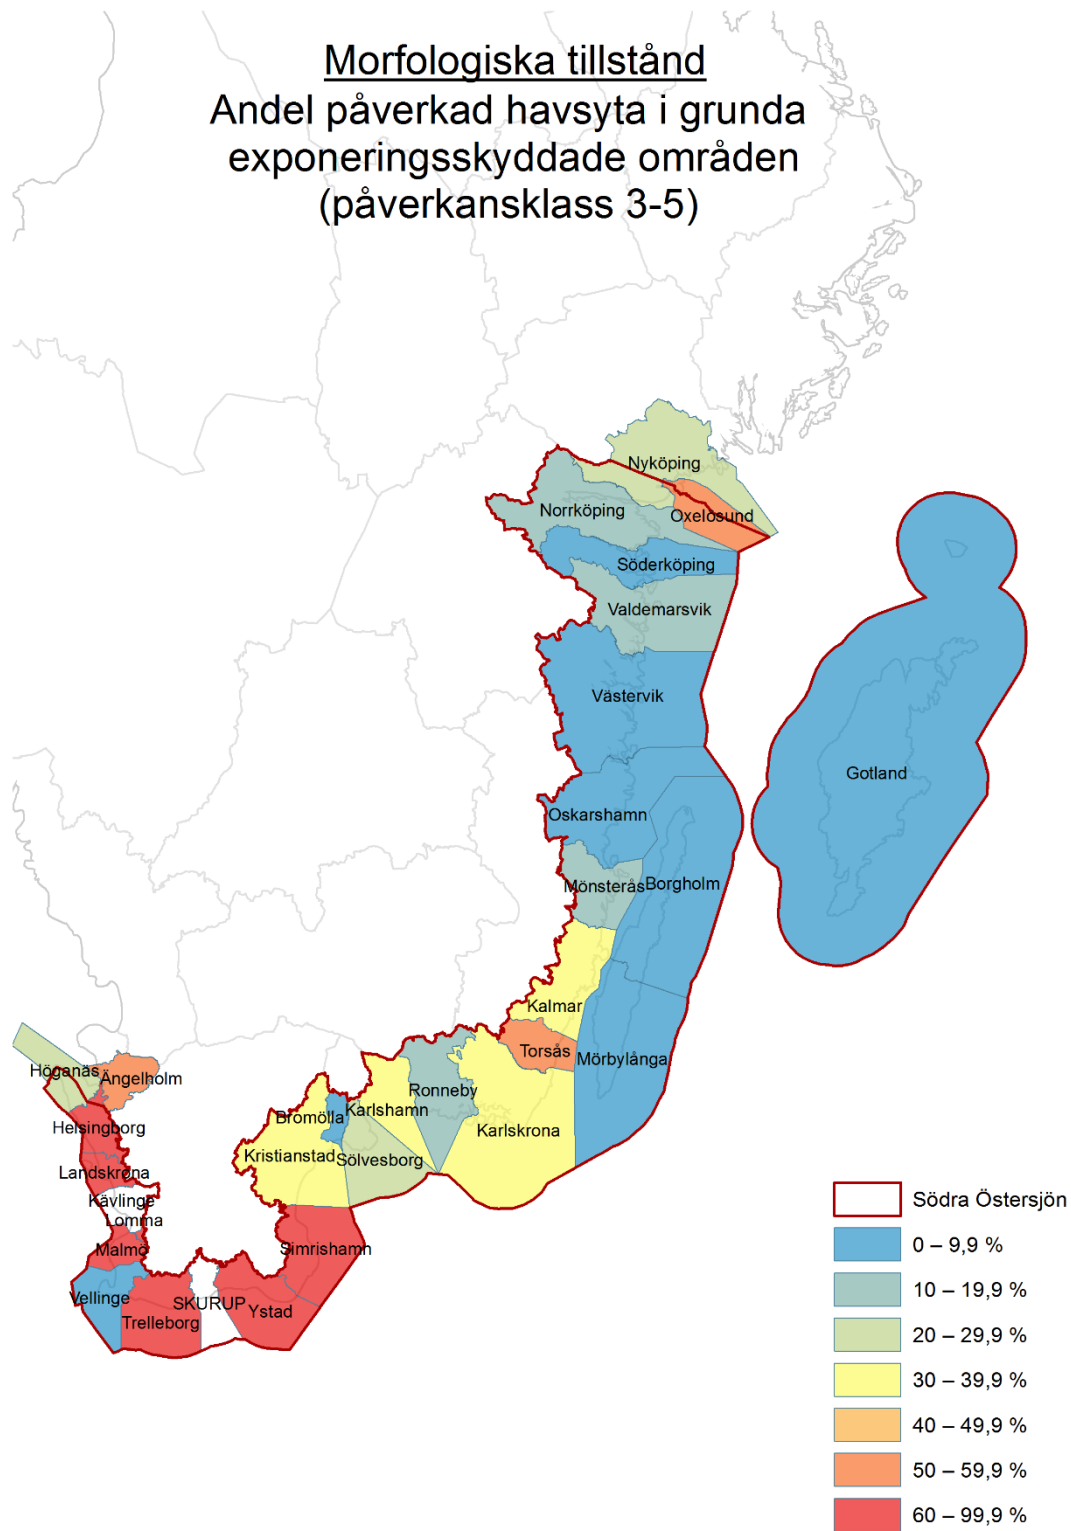 Morfologiska tillstånd
Andel påverkad havsyta i grunda
exponeringsskyddade områden
(påverkansklass 3-5)
Nyköping
Norrköping
Oxelösund
Söderköping
Valdemarsvik
Västervik
Gotland
Oskarshamn
Mönsterås
Borgholm
Kalmar
Torsås
Mörbylånga
Höganäs
Ängelholm
Ronneby
Karlshamn
Bromölla
Helsingborg
Karlskrona
Kristianstad
Sölvesborg
Landskrona
Kävlinge
Lomma
Malmö
Simrishamn
Vellinge
SKURUP
Ystad
Trelleborg
Södra Östersjön
0 – 9,9 %
10 – 19,9 %
20 – 29,9 %
30 – 39,9 %
40 – 49,9 %
50 – 59,9 %
60 – 99,9 %